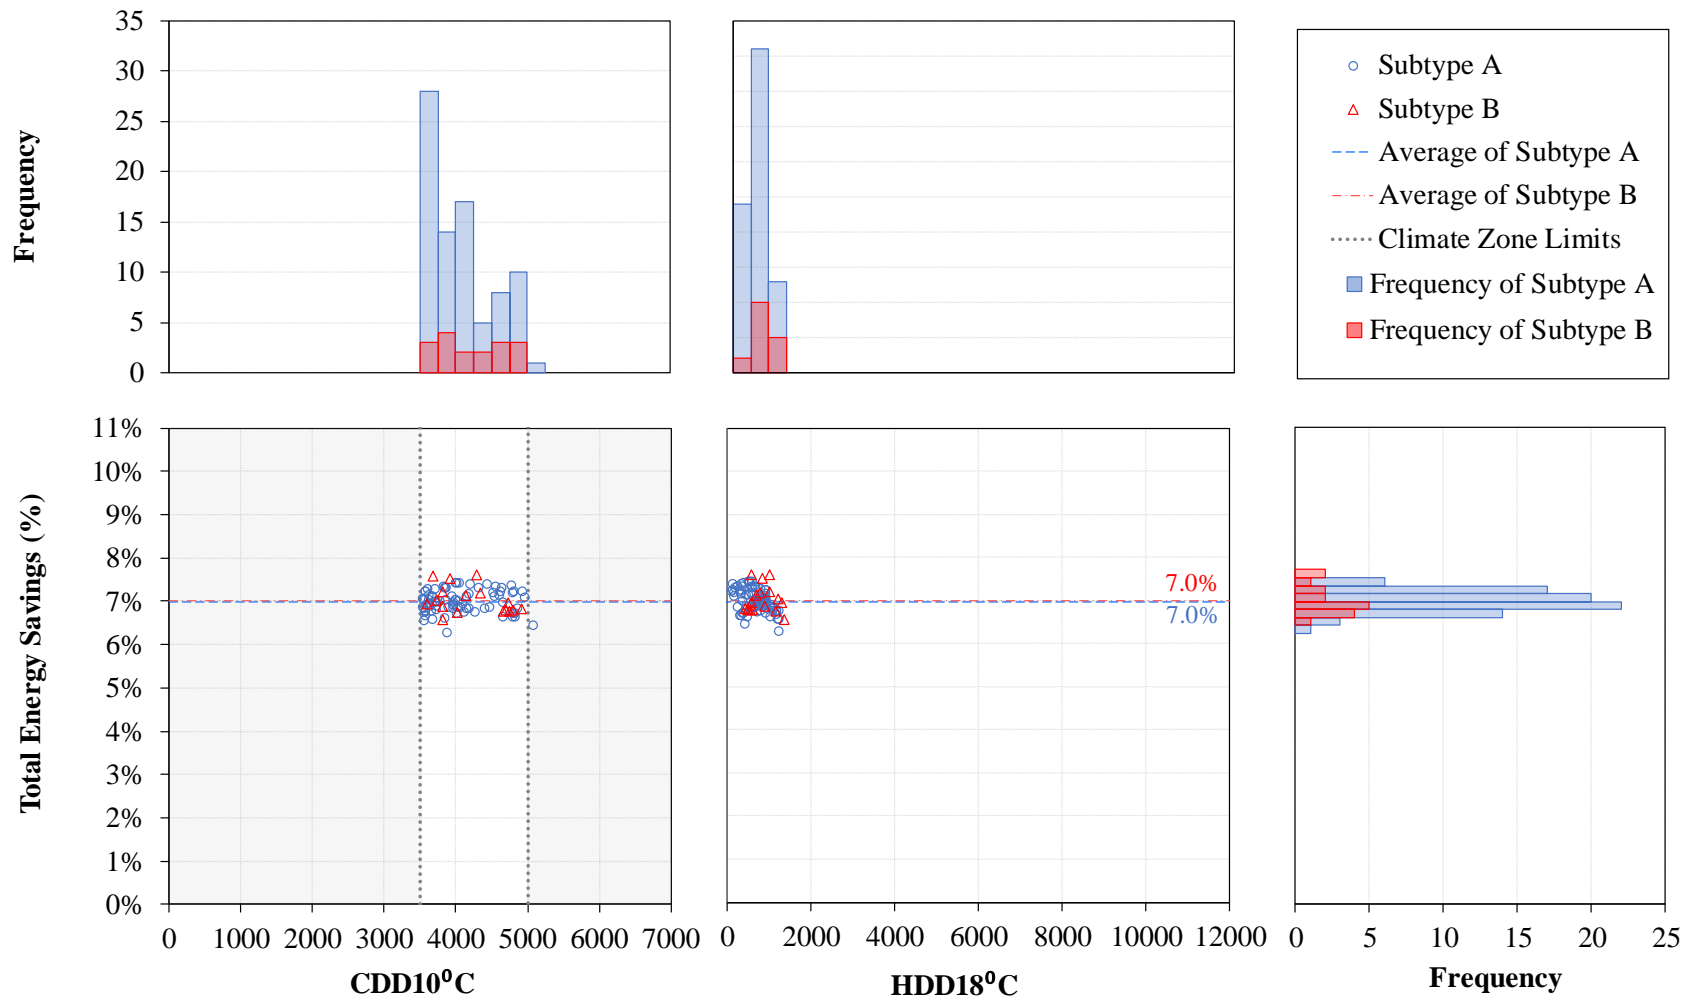 Frequency
35
30
25
20
15
10
5
0
Subtype A
Subtype B
Average of Subtype A
Average of Subtype B
Climate Zone Limits
Frequency of Subtype A
Frequency of Subtype B
Total Energy Savings (%)
11%
10%
9%
8%
7%
6%
5%
4%
3%
2%
1%
0%
7.0%
7.0%
0 1000 2000 3000 4000 5000 6000 7000
CDD10⁰C
0 2000 4000 6000 8000 10000 12000
HDD18⁰C
0 5 10 15 20 25
Frequency